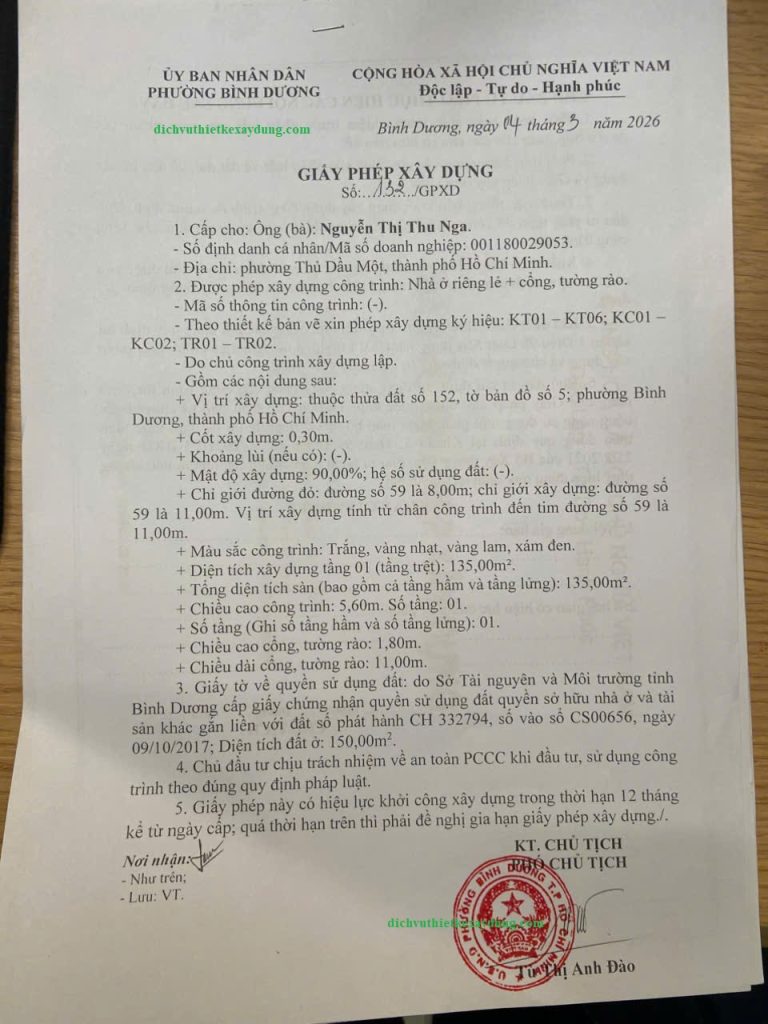 ỦY BAN NHÂN DÂN
PHƯỜNG BÌNH DƯƠNG
CỘNG HÒA XÃ HỘI CHỦ NGHĨA VIỆT NAM
Độc lập - Tự do - Hạnh phúc
dichvuthietkexaydung.com
Bình Dương, ngày 04 tháng 3 năm 2026
GIẤY PHÉP XÂY DỰNG
Số:...132.../GPXD
1. Cấp cho: Ông (bà): Nguyễn Thị Thu Nga.
- Số định danh cá nhân/Mã số doanh nghiệp: 001180029053.
- Địa chỉ: phường Thủ Dầu Một, thành phố Hồ Chí Minh.
2. Được phép xây dựng công trình: Nhà ở riêng lẻ + cổng, tường rào.
- Mã số thông tin công trình: (-).
- Theo thiết kế bản vẽ xin phép xây dựng ký hiệu: KT01 – KT06; KC01 –
KC02; TR01 – TR02.
- Do chủ công trình xây dựng lập.
- Gồm các nội dung sau:
+ Vị trí xây dựng: thuộc thửa đất số 152, tờ bản đồ số 5; phường Bình
Dương, thành phố Hồ Chí Minh.
+ Cốt xây dựng: 0,30m.
+ Khoảng lùi (nếu có): (-).
+ Mật độ xây dựng: 90,00%; hệ số sử dụng đất: (-).
+ Chỉ giới đường đỏ: đường số 59 là 8,00m; chỉ giới xây dựng: đường số
59 là 11,00m. Vị trí xây dựng tính từ chân công trình đến tim đường số 59 là
11,00m.
+ Màu sắc công trình: Trắng, vàng nhạt, vàng lam, xám đen.
+ Diện tích xây dựng tầng 01 (tầng trệt): 135,00m².
+ Tổng diện tích sàn (bao gồm cả tầng hầm và tầng lửng): 135,00m².
+ Chiều cao công trình: 5,60m. Số tầng: 01.
+ Số tầng (Ghi số tầng hầm và số tầng lửng): 01.
+ Chiều cao cổng, tường rào: 1,80m.
+ Chiều dài cổng, tường rào: 11,00m.
3. Giấy tờ về quyền sử dụng đất: do Sở Tài nguyên và Môi trường tỉnh
Bình Dương cấp giấy chứng nhận quyền sử dụng đất quyền sở hữu nhà ở và tài
sản khác gắn liền với đất số phát hành CH 332794, số vào sổ CS00656, ngày
09/10/2017; Diện tích đất ở: 150,00m².
4. Chủ đầu tư chịu trách nhiệm về an toàn PCCC khi đầu tư, sử dụng công
trình theo đúng quy định pháp luật.
5. Giấy phép này có hiệu lực khởi công xây dựng trong thời hạn 12 tháng
kể từ ngày cấp; quá thời hạn trên thì phải đề nghị gia hạn giấy phép xây dựng./.
Nơi nhận:
- Như trên;
- Lưu: VT.
KT. CHỦ TỊCH
PHÓ CHỦ TỊCH
U.B.N.D PHƯỜNG BÌNH DƯƠNG T.P HỒ CHÍ MINH
dichvuthietkexaydung.com
Từ Thị Anh Đào